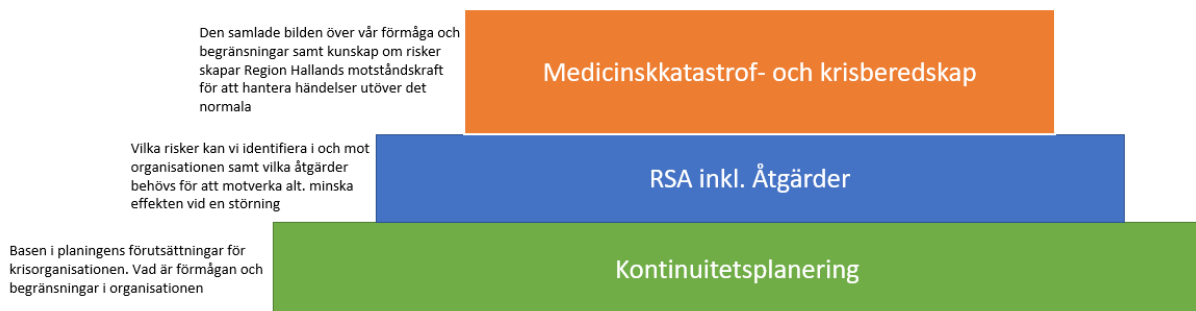 Den samlade bilden över vår förmåga och
begränsningar samt kunskap om risker
skapar Region Hallands motståndskraft
för att hantera händelser utöver det
normala
Medicinskkatastrof- och krisberedskap
Vilka risker kan vi identifiera i och mot
organisationen samt vilka åtgärder
behövs för att motverka alt. minska
effekten vid en störning
RSA inkl. Åtgärder
Basen i planingens förutsättningar för
krisorganisationen. Vad är förmågan och
begränsningar i organisationen
Kontinuitetsplanering